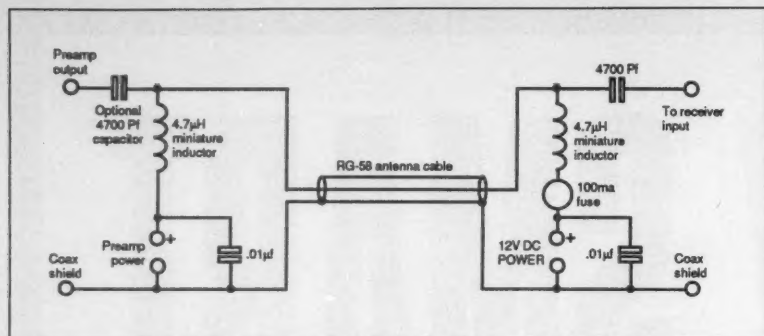 Preamp
output
Optional
4700 Pf
capacitor
4.7µH
miniature
inductor
Preamp
power
+
.01µf
Coax
shield
RG-58 antenna cable
4700 Pf
To receiver
input
4.7µH
miniature
inductor
100ma
fuse
12V DC
POWER
+
.01µf
Coax
shield